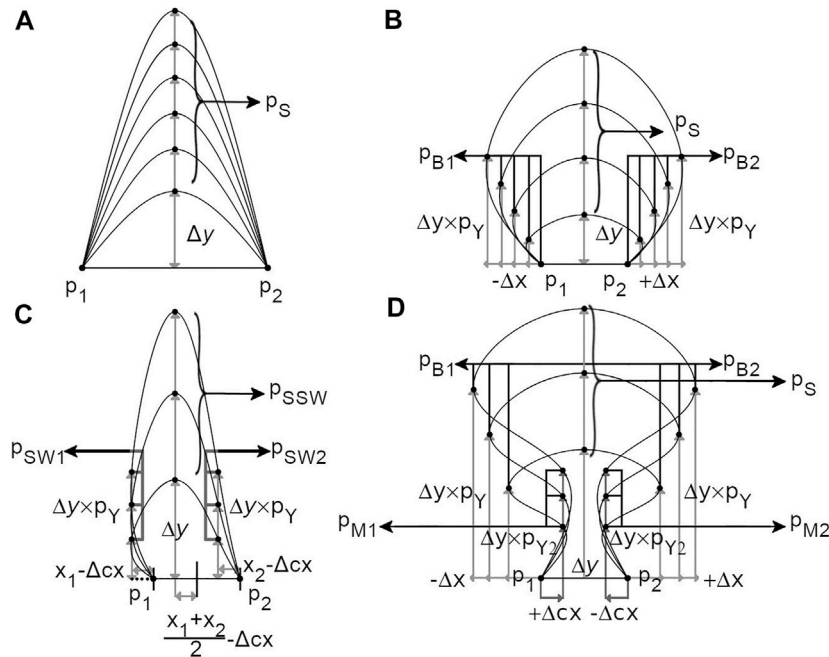 A
p_S
Δy
p_1
p_2
B
p_S
p_B1
p_B2
Δy×p_Y
Δy
Δy×p_Y
-Δx
p_1
p_2
+Δx
C
p_SSW
p_SW1
p_SW2
Δy×p_Y
Δy
Δy×p_Y
x_1-Δcx
x_2-Δcx
p_1
p_2
x_1+x_2
2
-Δcx
D
p_B1
p_B2
p_S
Δy×p_Y
Δy×p_Y
p_M1
p_M2
Δy×p_Y2
Δy×p_Y2
-Δx
p_1
Δy
p_2
+Δx
+Δcx
-Δcx